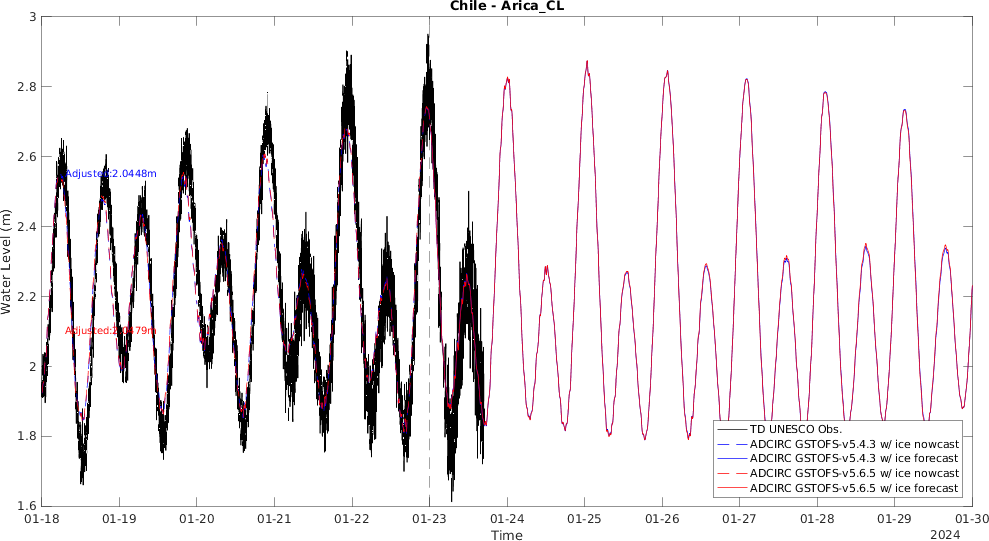 Chile - Arica_CL
Water Level (m)
3
2.8
2.6
2.4
2.2
2
1.8
1.6
Adjusted:2.0448m
01-18
01-19
01-20
01-21
01-22
01-23
01-24
01-25
01-26
01-27
01-28
01-29
01-30
Time
2024
TD UNESCO Obs.
ADCIRC GSTOFS-v5.4.3 w/ ice nowcast
ADCIRC GSTOFS-v5.4.3 w/ ice forecast
ADCIRC GSTOFS-v5.6.5 w/ ice nowcast
ADCIRC GSTOFS-v5.6.5 w/ ice forecast